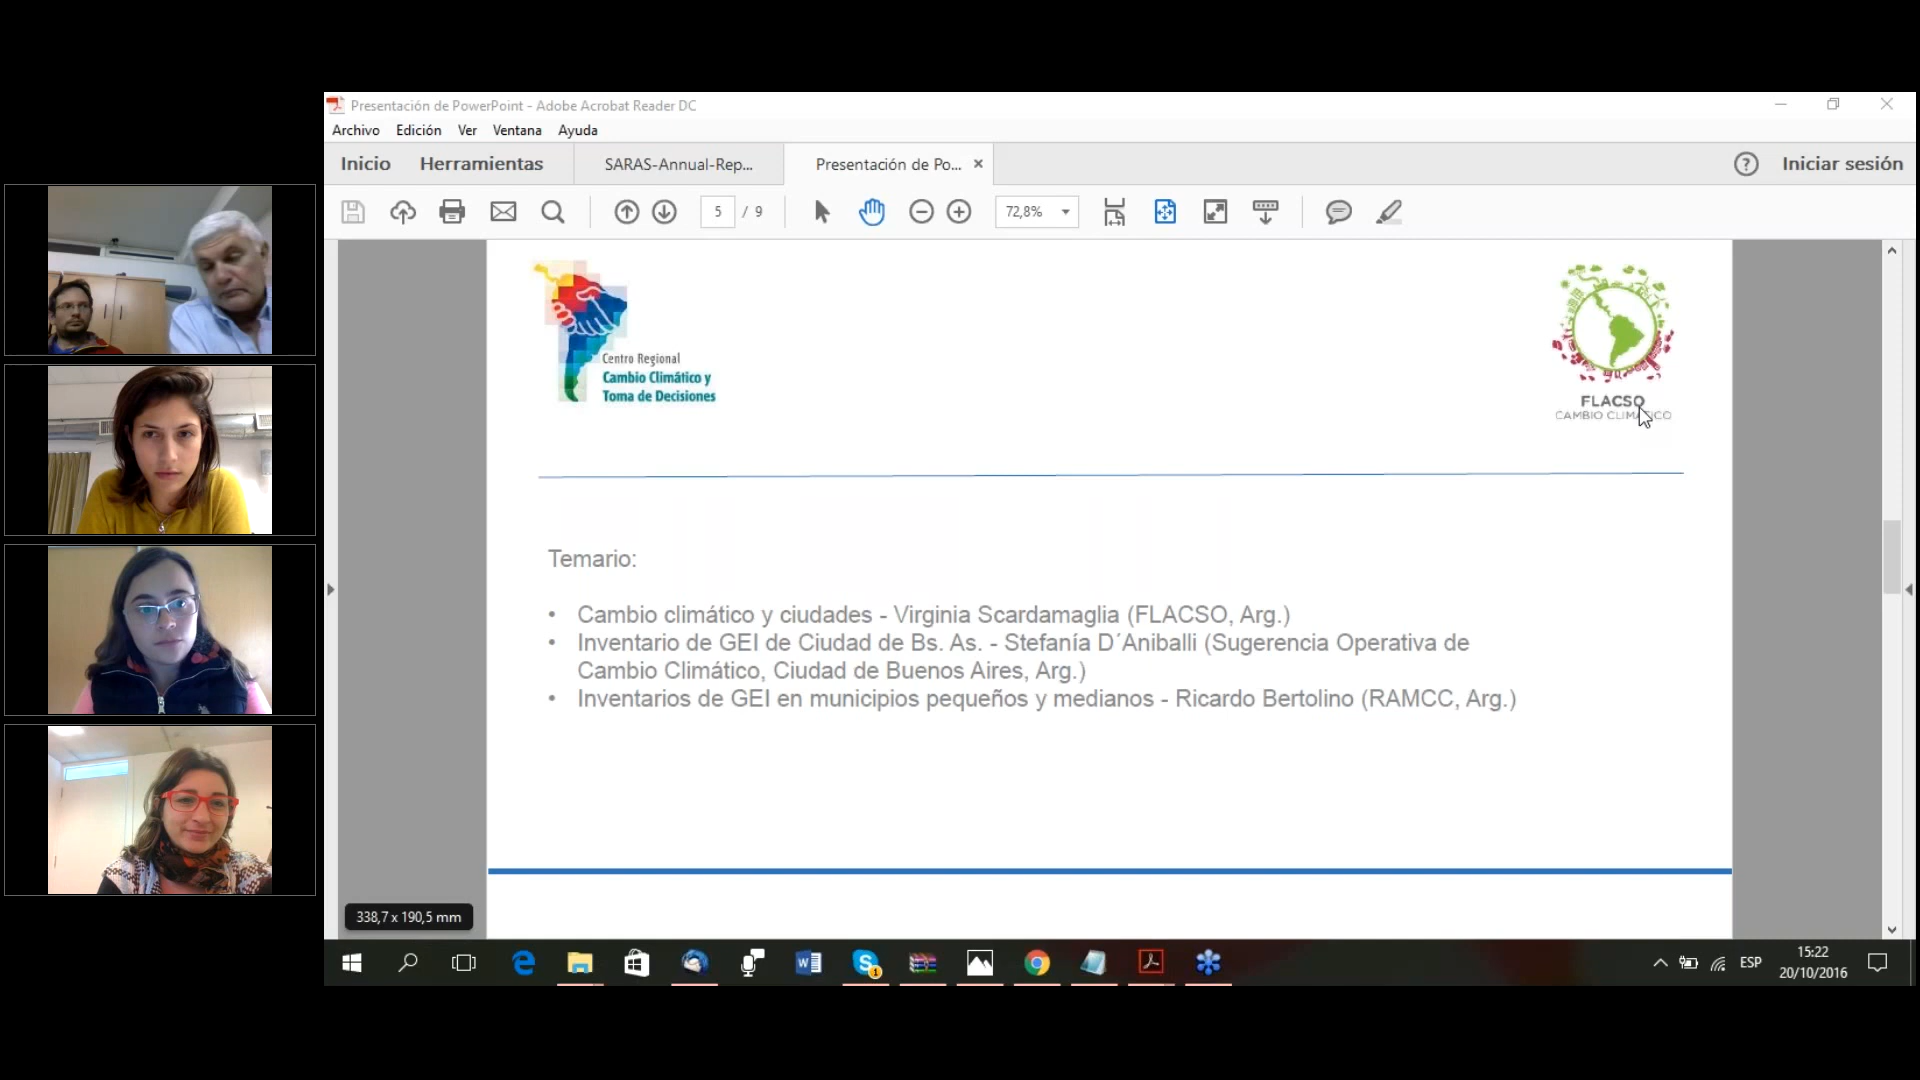 Presentación de PowerPoint - Adobe Acrobat Reader DC
Archivo Edición Ver Ventana Ayuda
Inicio Herramientas SARAS-Annual-Rep... Presentación de Po... Iniciar sesión
5 / 9 72,8%
Centro Regional
Cambio Climático y
Toma de Decisiones
FLACSO
CAMBIO CLIMÁTICO
Temario:
• Cambio climático y ciudades - Virginia Scardamaglia (FLACSO, Arg.)
• Inventario de GEI de Ciudad de Bs. As. - Stefanía D´Aniballi (Sugerencia Operativa de
Cambio Climático, Ciudad de Buenos Aires, Arg.)
• Inventarios de GEI en municipios pequeños y medianos - Ricardo Bertolino (RAMCC, Arg.)
338,7 x 190,5 mm
ESP
15:22
20/10/2016